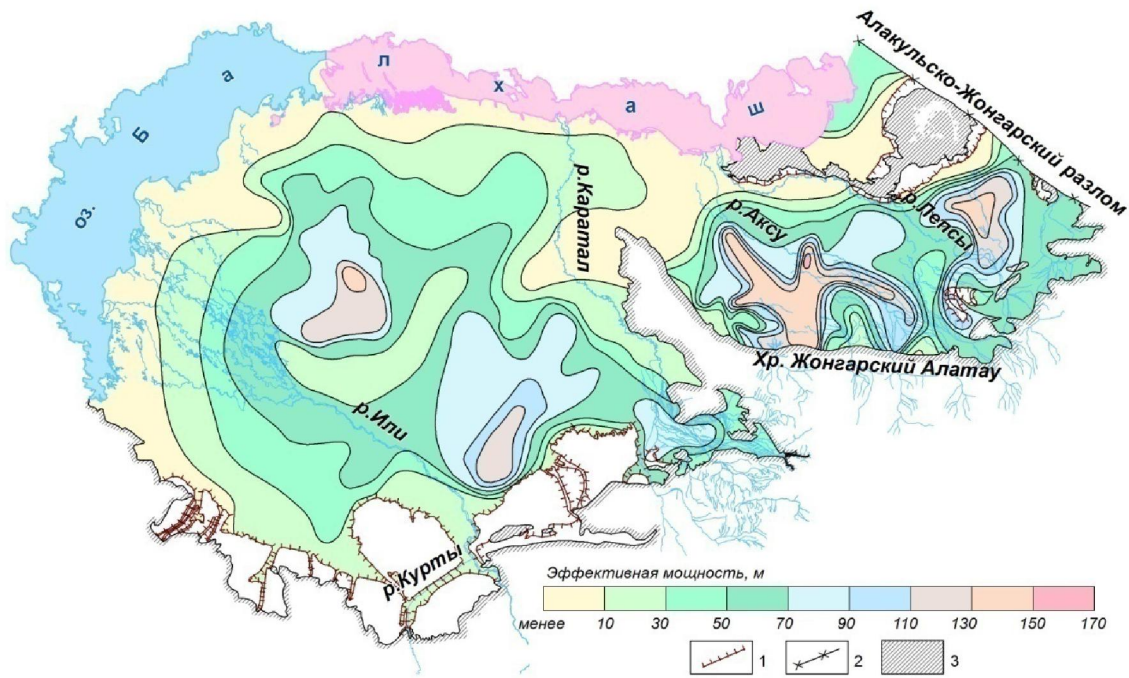 оз. Б а л х а ш
Алакульско-Жонгарский разлом
р.Каратал
р.Аксу
р.Лепсы
Хр. Жонгарский Алатау
р.Или
р.Курты
Эффективная мощность, м
менее 10 30 50 70 90 110 130 150 170
1 2 3